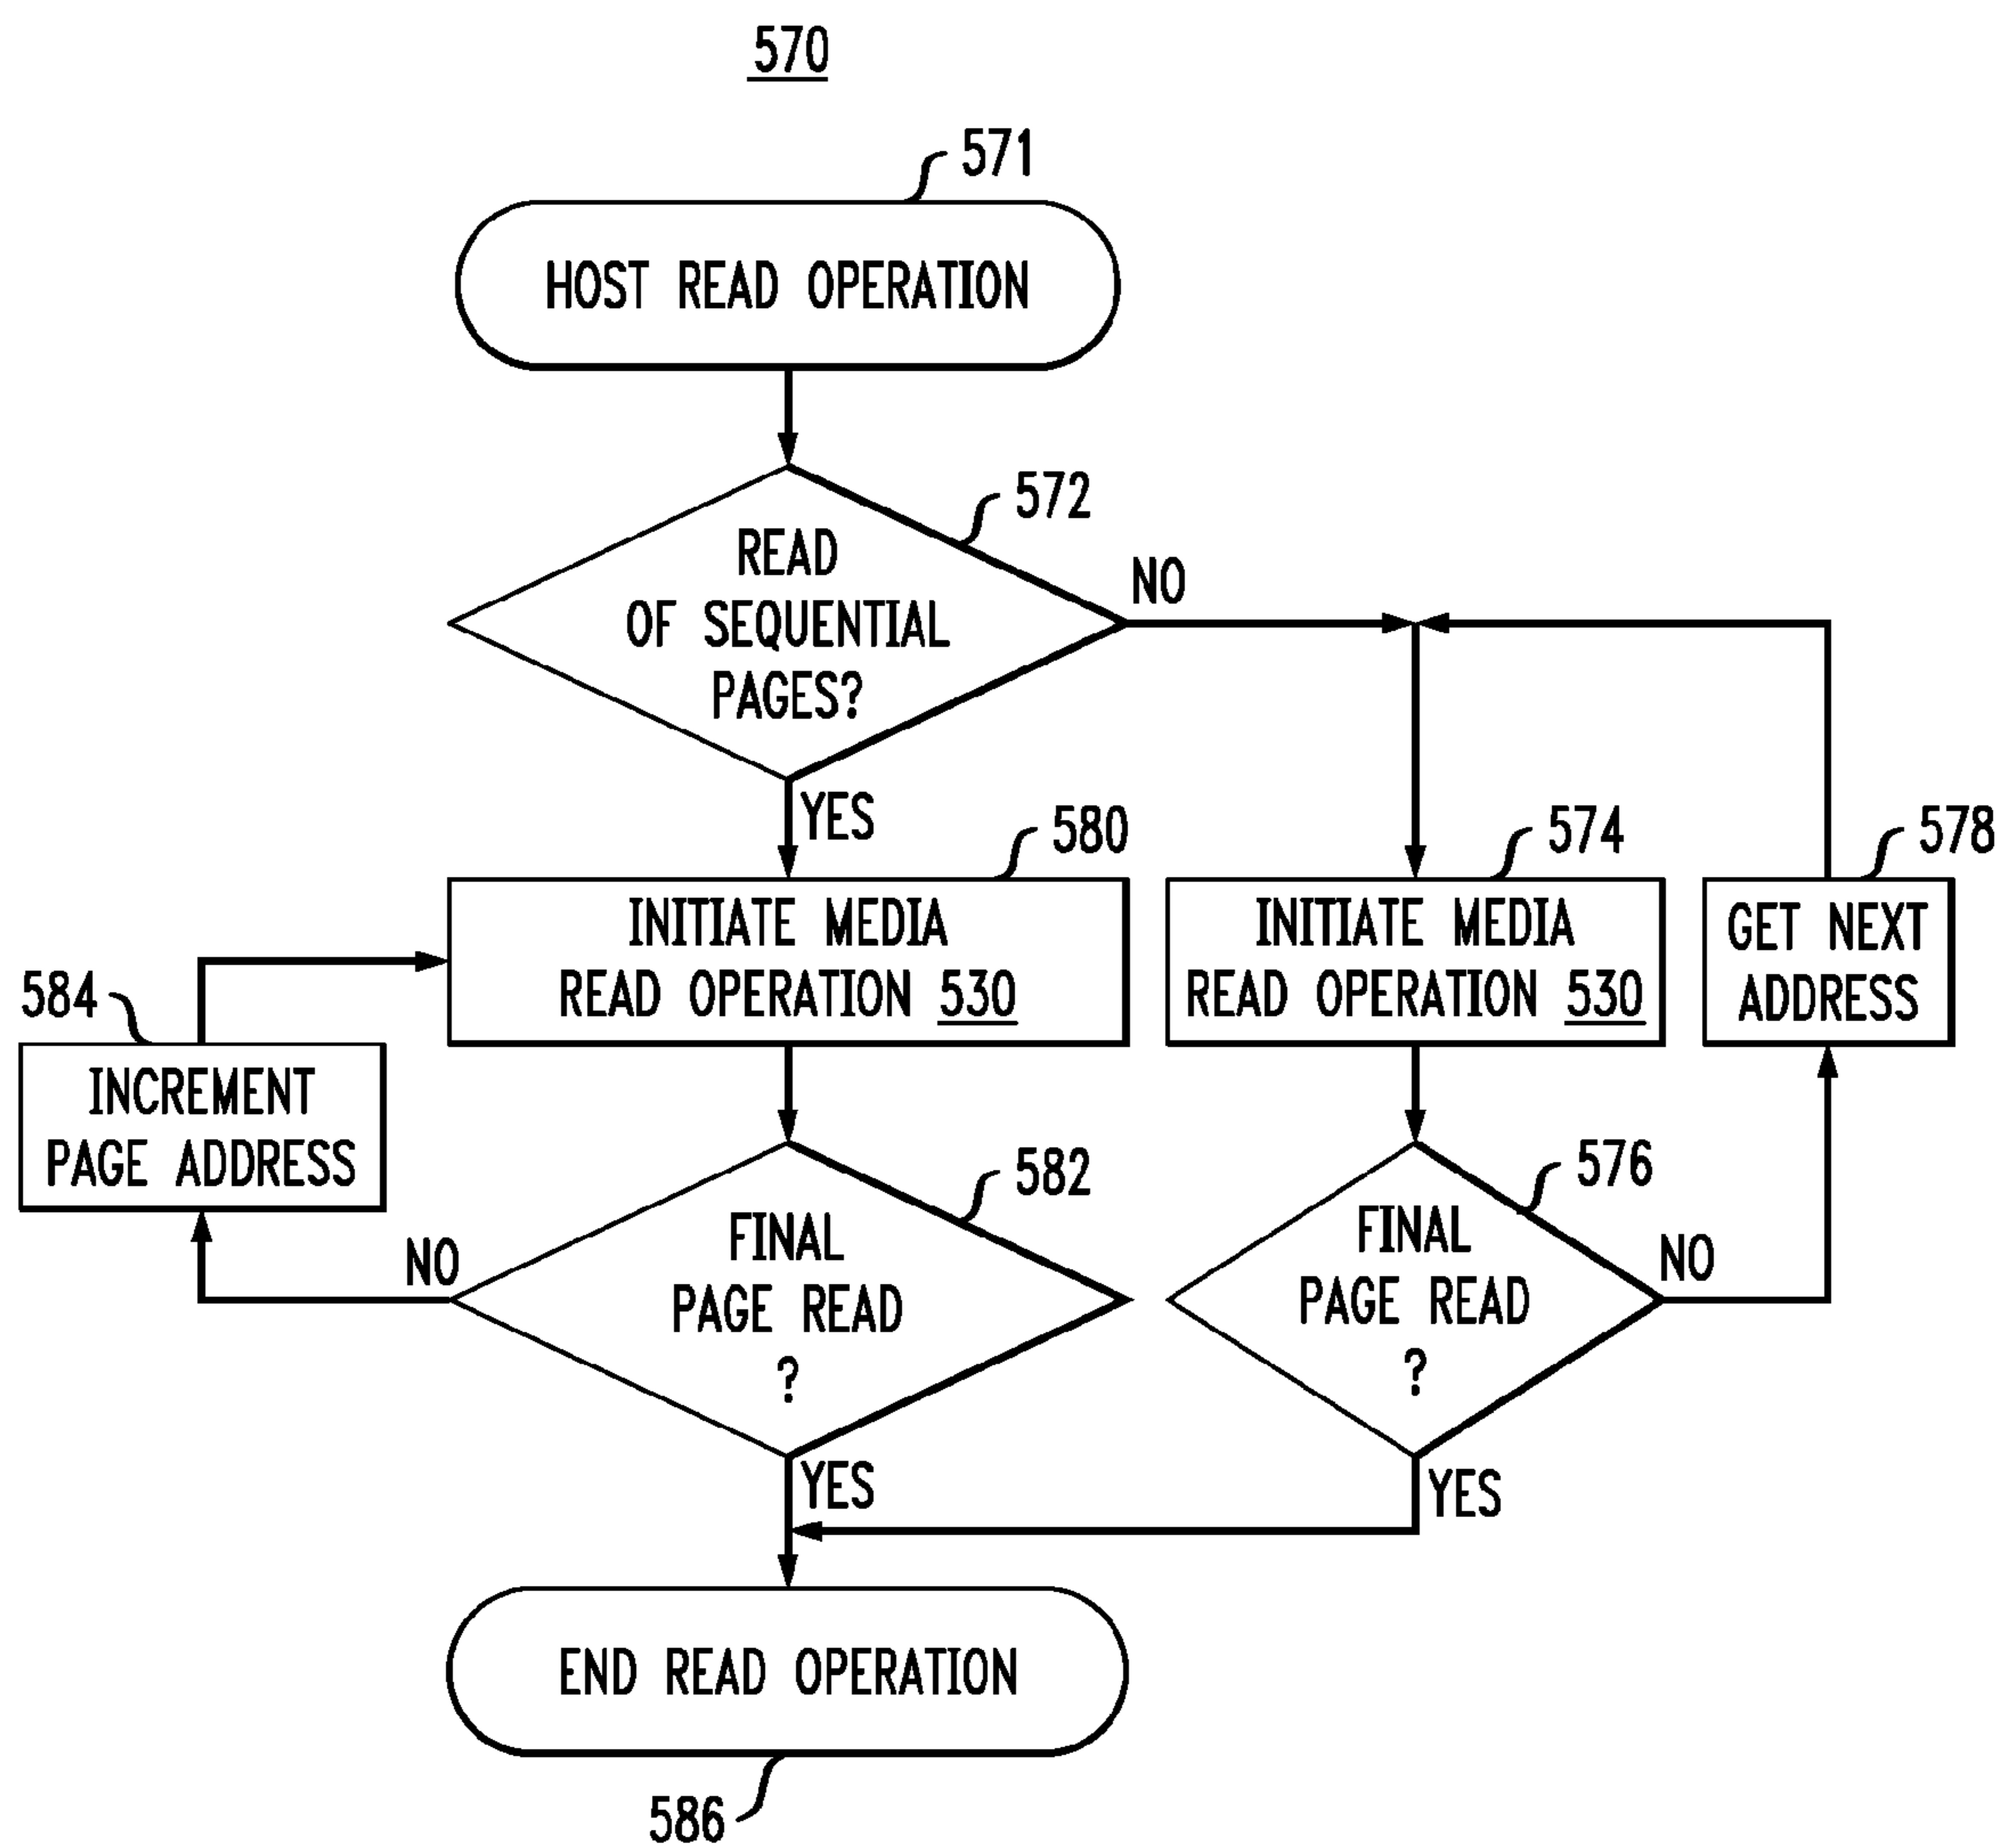 570
571
HOST READ OPERATION
572
READ
OF SEQUENTIAL
PAGES?
NO
YES
580
574
578
INITIATE MEDIA
READ OPERATION 530
INITIATE MEDIA
READ OPERATION 530
GET NEXT
ADDRESS
584
INCREMENT
PAGE ADDRESS
582
576
NO
FINAL
PAGE READ
?
FINAL
PAGE READ
?
NO
YES
YES
END READ OPERATION
586